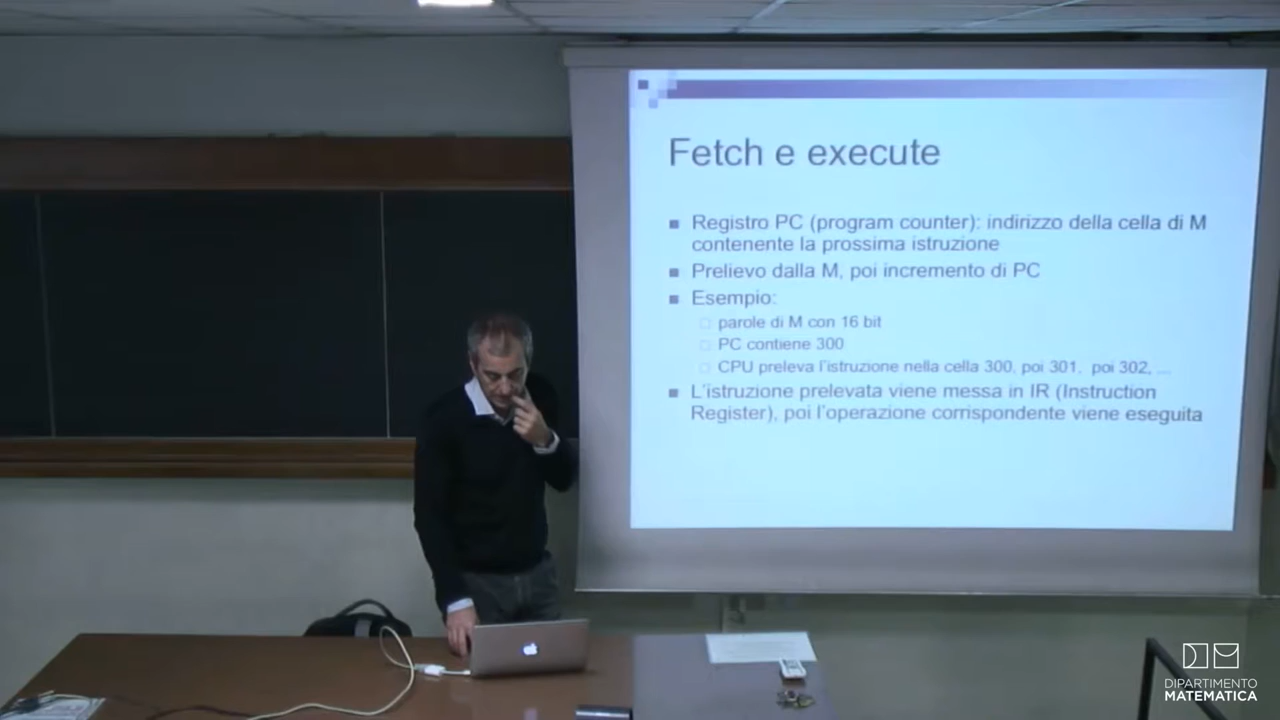 Fetch e execute
Registro PC (program counter): indirizzo della cella di M
contenente la prossima istruzione
Prelievo dalla M, poi incremento di PC
Esempio:
parole di M con 16 bit
PC contiene 300
CPU preleva l'istruzione nella cella 300, poi 301, poi 302, ...
L'istruzione prelevata viene messa in IR (Instruction
Register), poi l'operazione corrispondente viene eseguita
DIPARTIMENTO
MATEMATICA